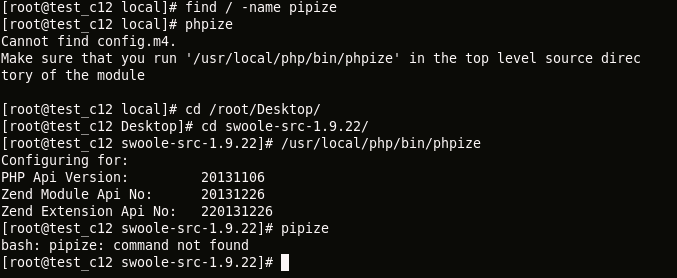 [root@test_c12 local]# find / -name pipize
[root@test_c12 local]# phpize
Cannot find config.m4.
Make sure that you run '/usr/local/php/bin/phpize' in the top level source direc
tory of the module
[root@test_c12 local]# cd /root/Desktop/
[root@test_c12 Desktop]# cd swoole-src-1.9.22/
[root@test_c12 swoole-src-1.9.22]# /usr/local/php/bin/phpize
Configuring for:
PHP Api Version:         20131106
Zend Module Api No:      20131226
Zend Extension Api No:   220131226
[root@test_c12 swoole-src-1.9.22]# pipize
bash: pipize: command not found
[root@test_c12 swoole-src-1.9.22]#